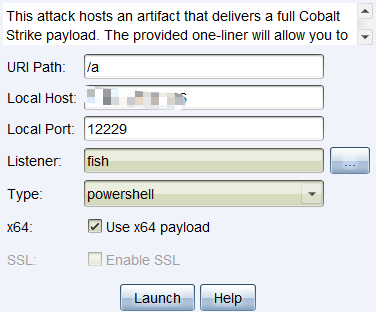 This attack hosts an artifact that delivers a full Cobalt
Strike payload. The provided one-liner will allow you to
URI Path: /a
Local Host:
Local Port: 12229
Listener: fish ...
Type: powershell
x64: Use x64 payload
SSL: Enable SSL
Launch Help